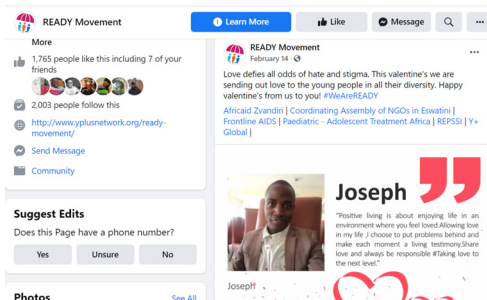 READY Movement
Learn More
Like
Message
More
1,765 people like this including 7 of your
friends
2,003 people follow this
http://www.yplusnetwork.org/ready-
movement/
Send Message
Community
Suggest Edits
Does this Page have a phone number?
Yes
Unsure
No
Photos
See All
READY Movement
February 14 ·
Love defies all odds of hate and stigma. This valentine's we are
sending out love to the young people in all their diversity. Happy
valentine's from us to you! #WeAreREADY
Africaid Zvandiri | Coordinating Assembly of NGOs in Eswatini |
Frontline AIDS | Paediatric - Adolescent Treatment Africa | REPSSI | Y+
Global |
Joseph
"Positive living is about enjoying life in an
environment where you feel loved.Allowing love
in my life ,I choose to put problems behind and
make each moment a living testimony.Share
love and always be responsible #Taking love to
the next level."
Joseph